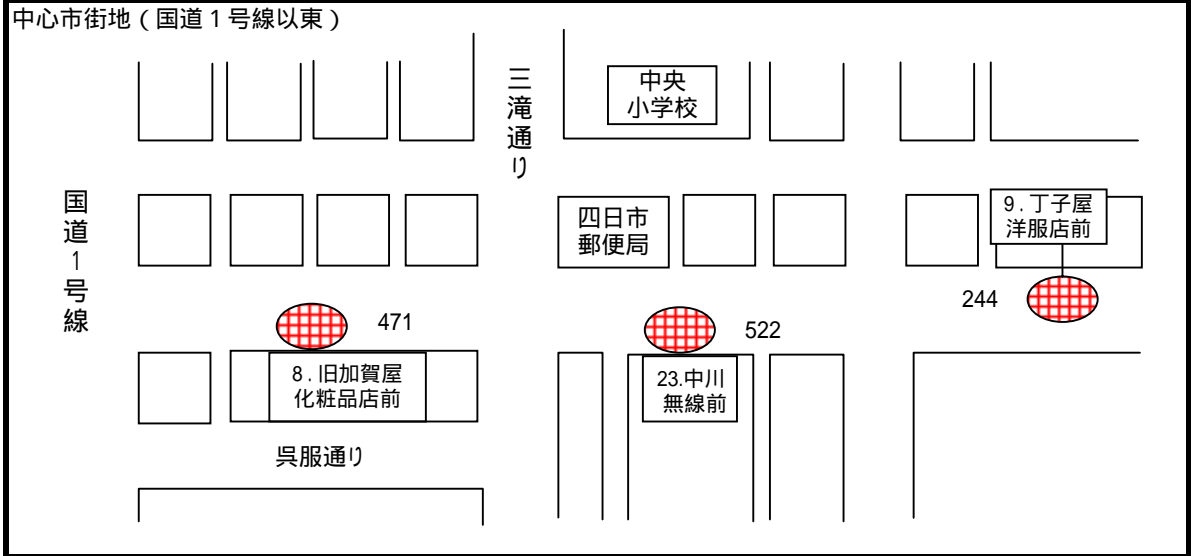 中心市街地（国道１号線以東）
三滝通り
中央
小学校
国道１号線
四日市
郵便局
9．丁子屋
洋服店前
244
471
522
8．旧加賀屋
化粧品店前
23.中川
無線前
呉服通り